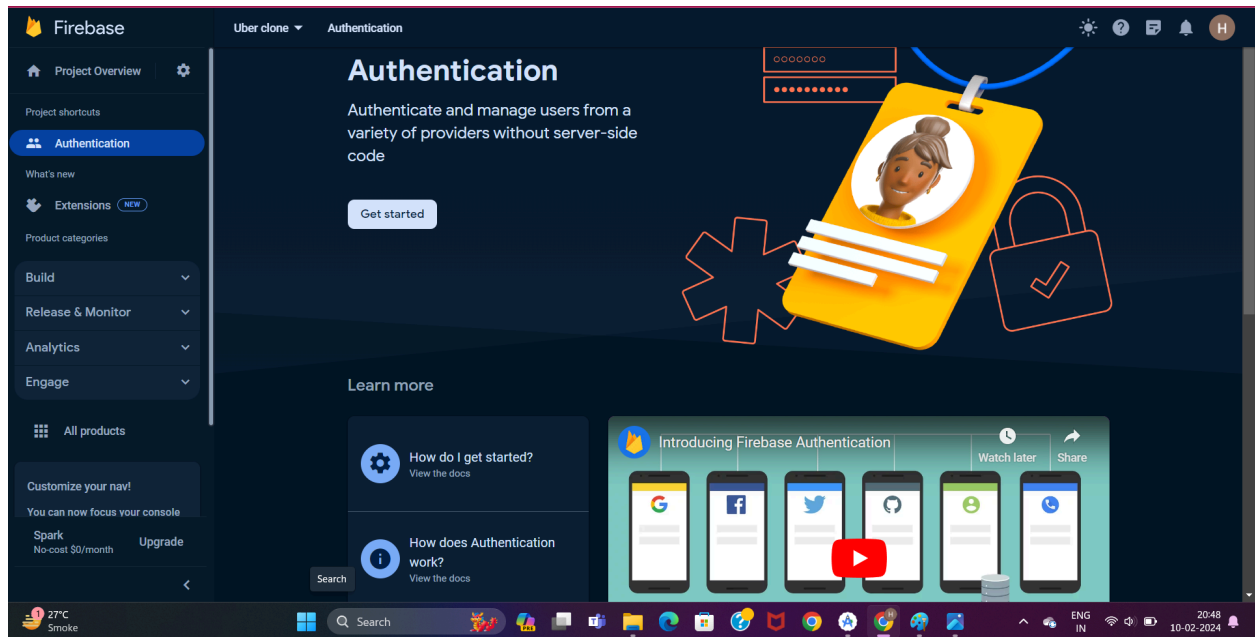 Firebase
Uber clone
Authentication
H
Project Overview
Project shortcuts
Authentication
What's new
Extensions NEW
Product categories
Build
Release & Monitor
Analytics
Engage
All products
Customize your nav!
You can now focus your console
Spark
No-cost $0/month
Upgrade
Authentication
Authenticate and manage users from a
variety of providers without server-side
code
Get started
Learn more
How do I get started?
View the docs
How does Authentication
work?
View the docs
Introducing Firebase Authentication
Watch later
Share
Search
1
27°C
Smoke
Search
PRE
ENG
IN
20:48
10-02-2024